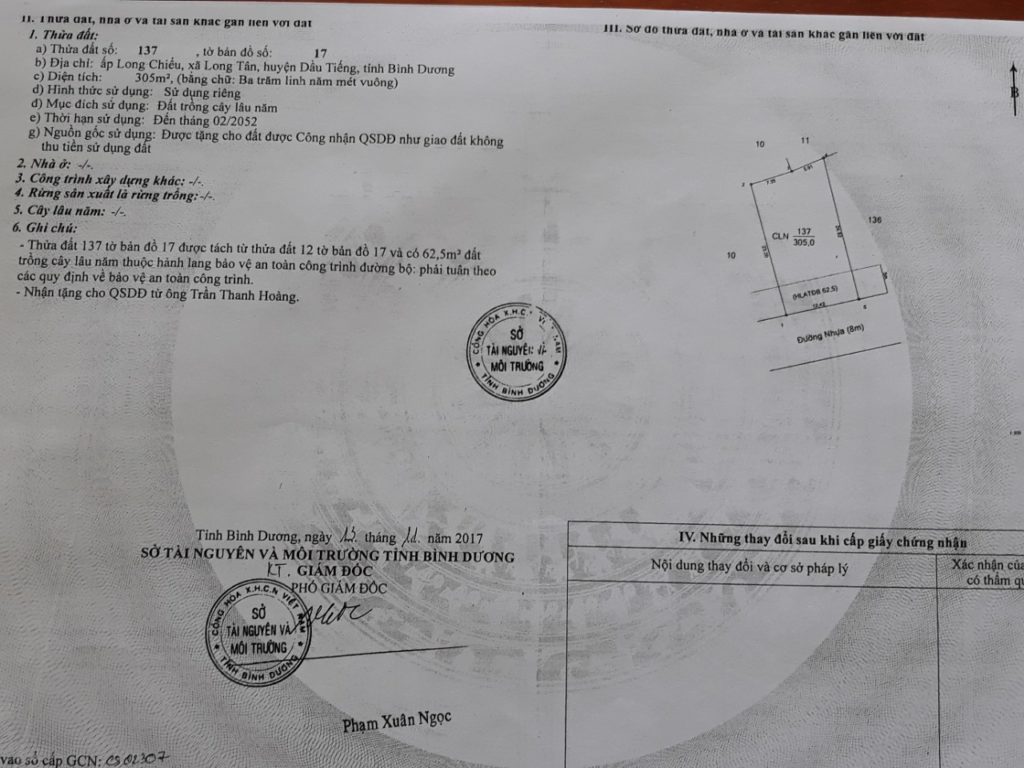 II. Thửa đất, nhà ở và tài sản khác gắn liền với đất
1. Thửa đất:
a) Thửa đất số: 137 , tờ bản đồ số: 17
b) Địa chỉ: ấp Long Chiểu, xã Long Tân, huyện Dầu Tiếng, tỉnh Bình Dương
c) Diện tích: 305m², (bằng chữ: Ba trăm linh năm mét vuông)
d) Hình thức sử dụng: Sử dụng riêng
đ) Mục đích sử dụng: Đất trồng cây lâu năm
e) Thời hạn sử dụng: Đến tháng 02/2052
g) Nguồn gốc sử dụng: Được tặng cho đất được Công nhận QSDĐ như giao đất không
thu tiền sử dụng đất
2. Nhà ở: -/-.
3. Công trình xây dựng khác: -/-.
4. Rừng sản xuất là rừng trồng: -/-.
5. Cây lâu năm: -/-.
6. Ghi chú:
- Thửa đất 137 tờ bản đồ 17 được tách từ thửa đất 12 tờ bản đồ 17 và có 62,5m² đất
trồng cây lâu năm thuộc hành lang bảo vệ an toàn công trình đường bộ: phải tuân theo
các quy định về bảo vệ an toàn công trình.
- Nhận tặng cho QSDĐ từ ông Trần Thanh Hoàng.
CỘNG HÒA X.H.C.N VIỆT NAM
SỞ
TÀI NGUYÊN VÀ
MÔI TRƯỜNG
TỈNH BÌNH DƯƠNG
Tỉnh Bình Dương, ngày tháng năm 2017
SỞ TÀI NGUYÊN VÀ MÔI TRƯỜNG TỈNH BÌNH DƯƠNG
KT. GIÁM ĐỐC
PHÓ GIÁM ĐỐC
CỘNG HÒA X.H.C.N VIỆT NAM
SỞ
TÀI NGUYÊN VÀ
MÔI TRƯỜNG
TỈNH BÌNH DƯƠNG
Phạm Xuân Ngọc
vào sổ cấp GCN: CS01307
III. Sơ đồ thửa đất, nhà ở và tài sản khác gắn liền với đất
B
10
11
2
136
CLN 137
305,0
10
(HLATĐB 62.5)
Đường Nhựa (8m)
IV. Những thay đổi sau khi cấp giấy chứng nhận
Nội dung thay đổi và cơ sở pháp lý
Xác nhận của
có thẩm qu